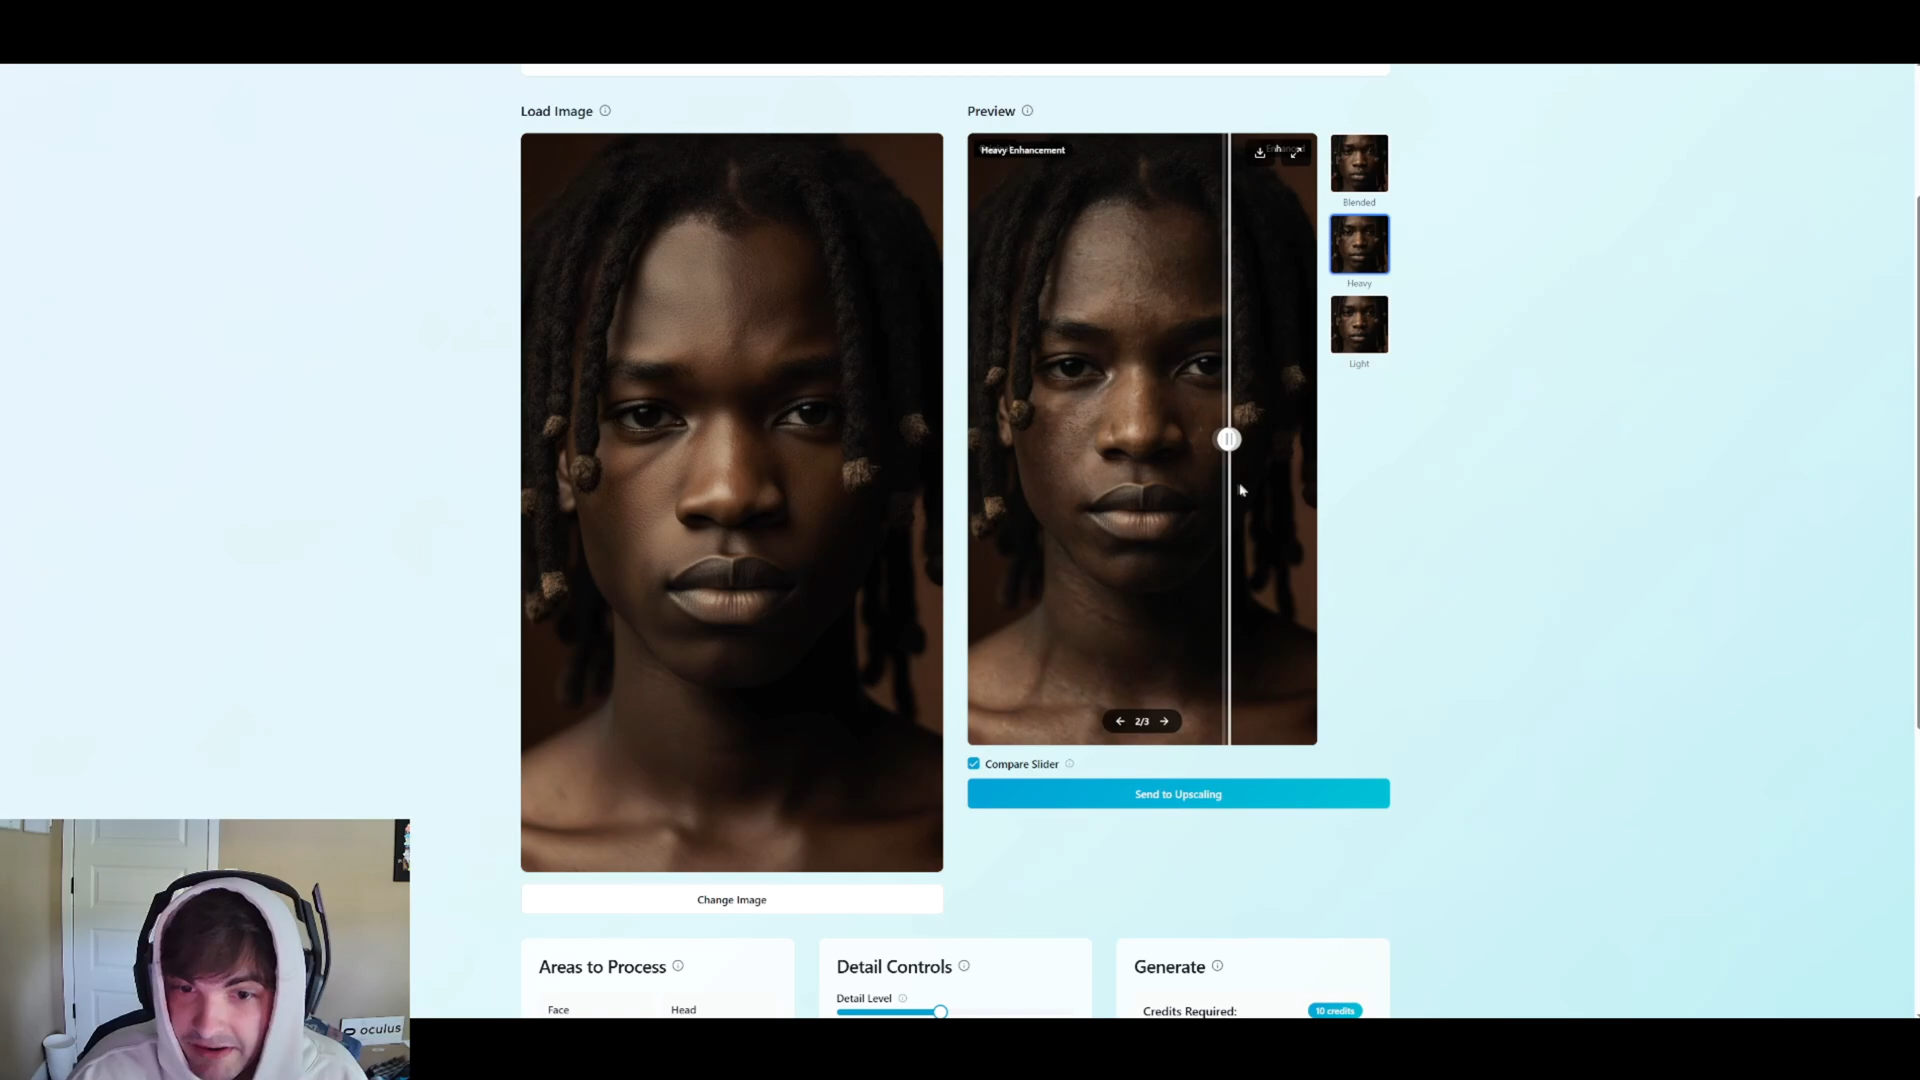 Load Image
Preview
Heavy Enhancement
Enhanced
Blended
Heavy
Light
2/3
Compare Slider
Send to Upscaling
Change Image
Areas to Process
Detail Controls
Generate
Face
Head
Detail Level
Credits Required:
10 credits
oculus